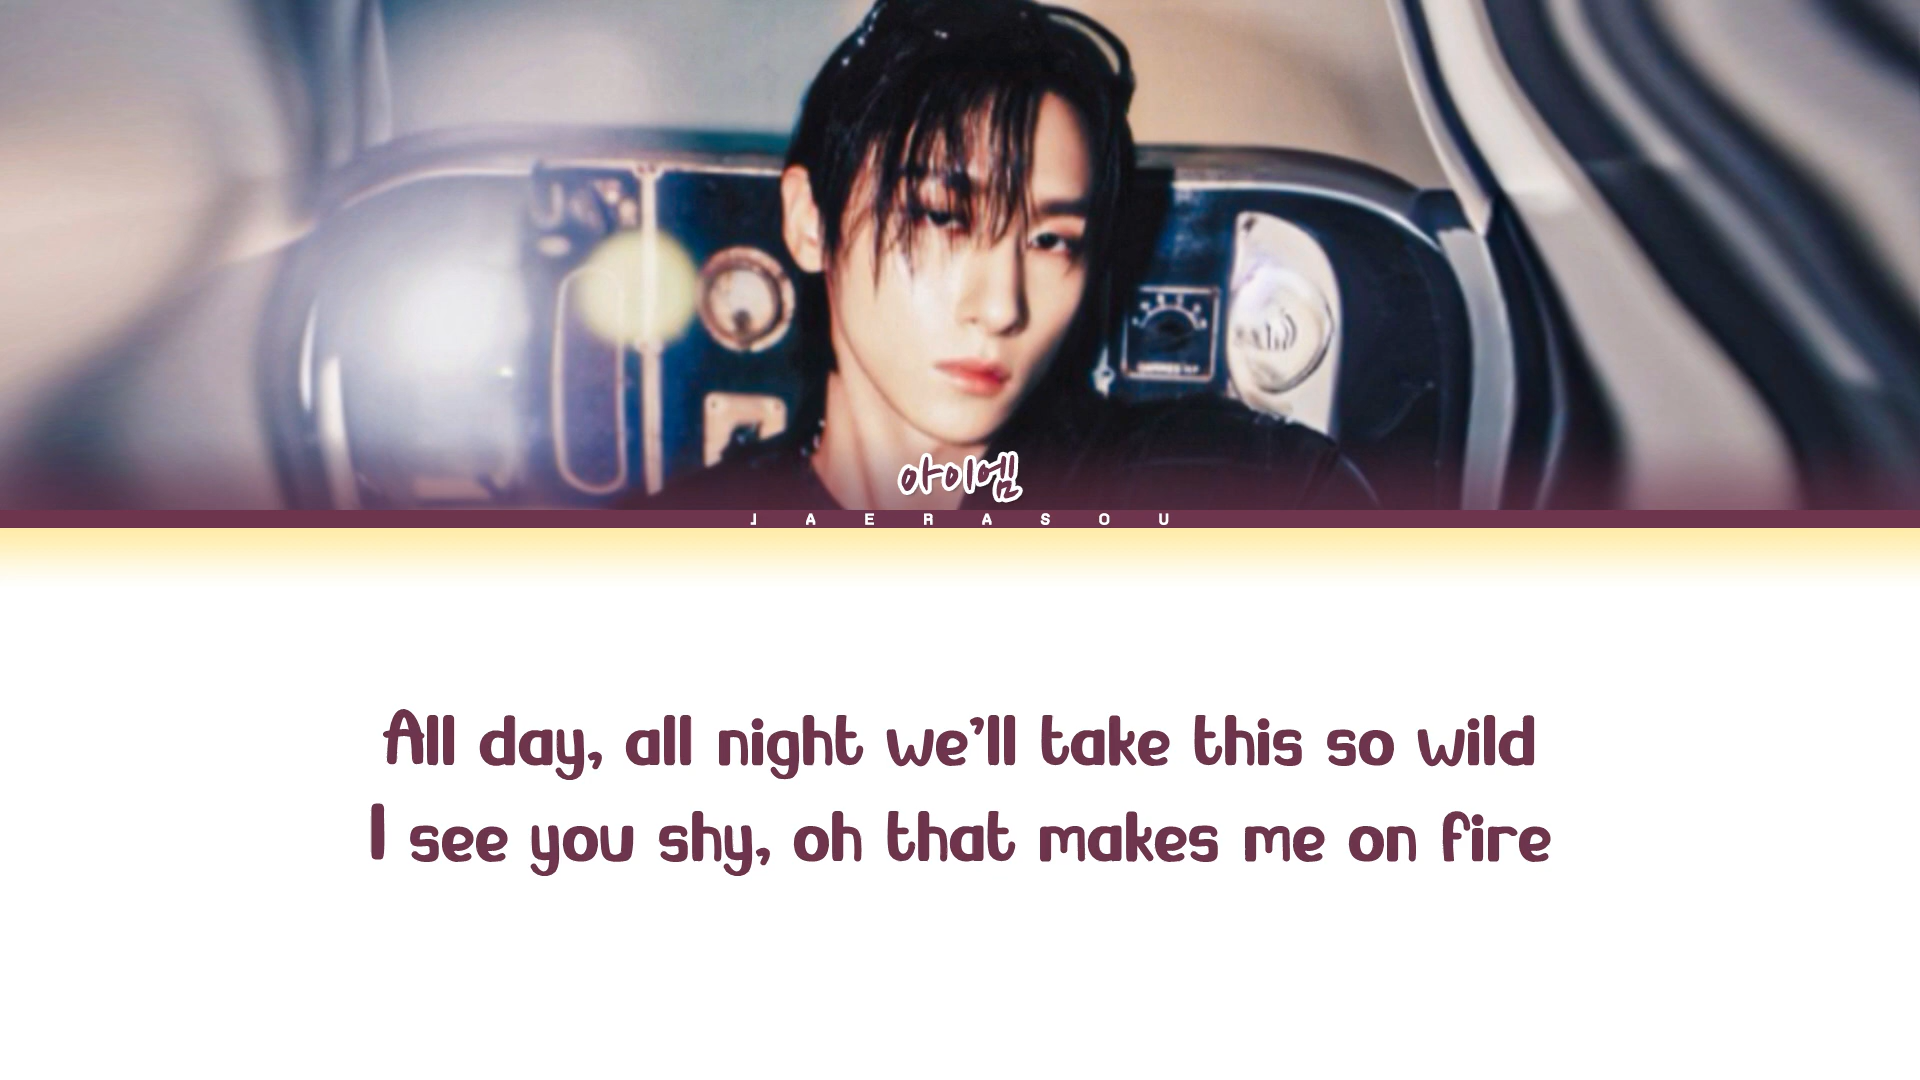 아이엠
JAERASOU
All day, all night we'll take this so wild
I see you shy, oh that makes me on fire